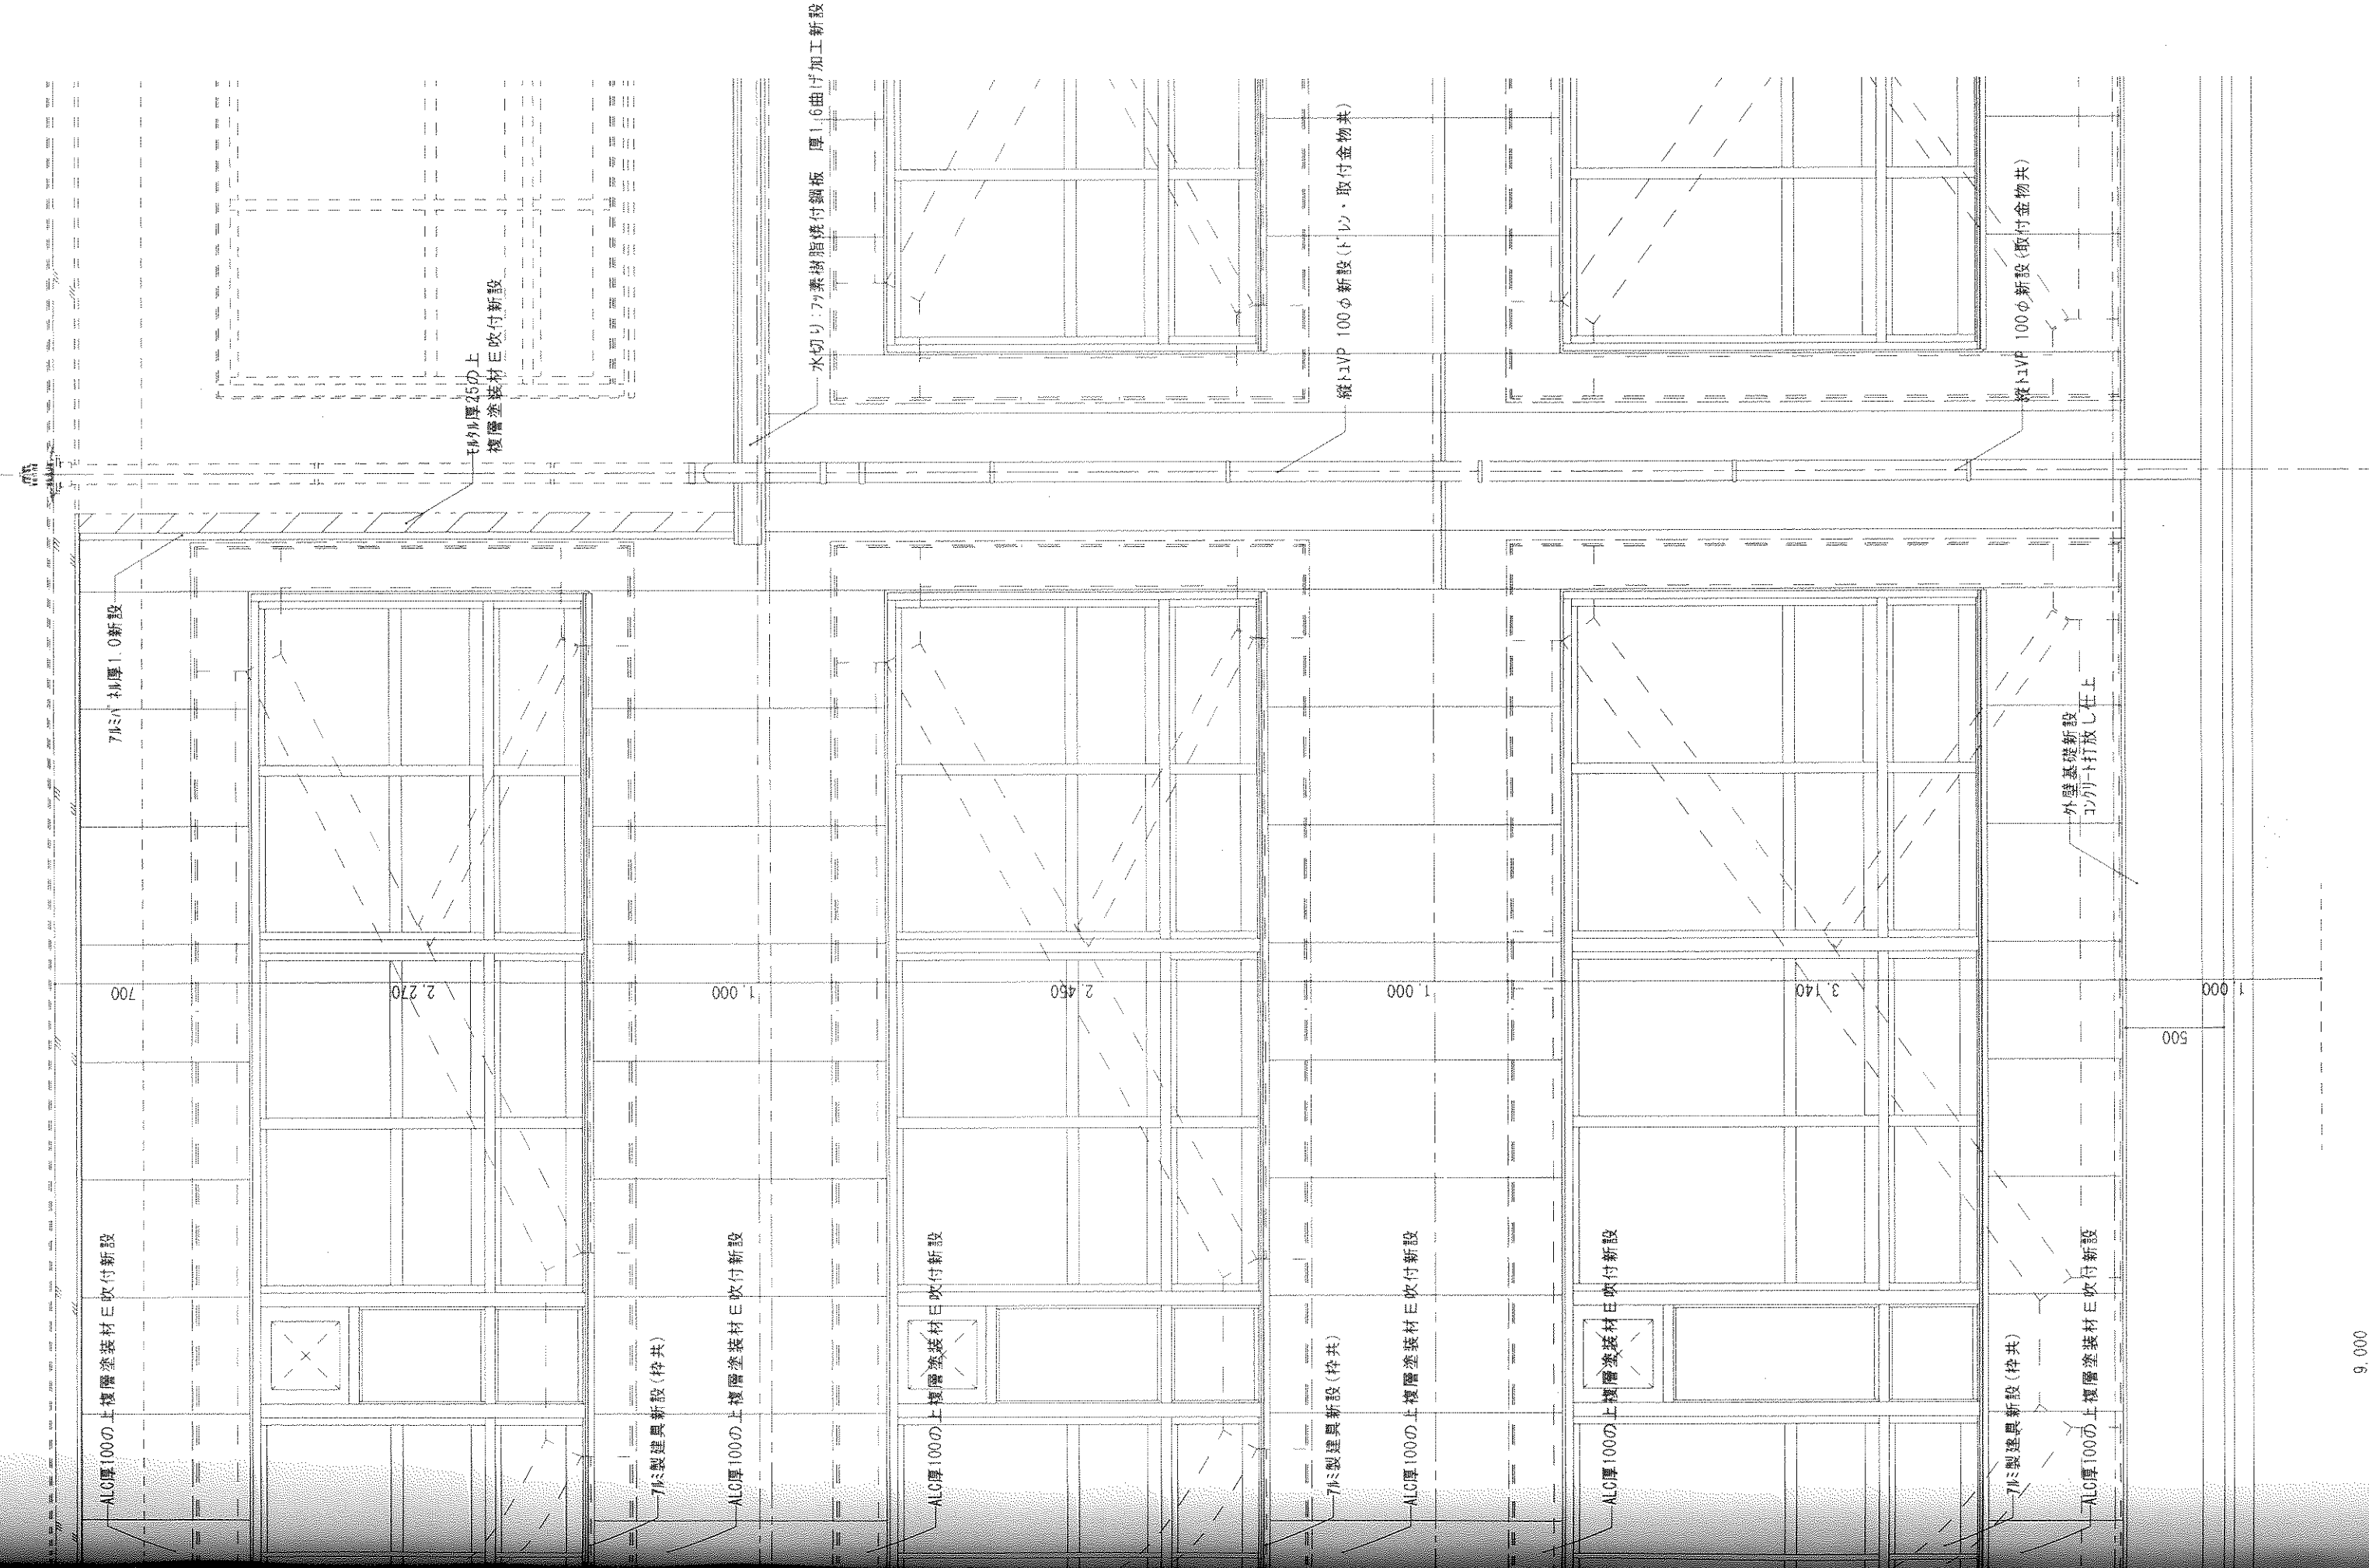 水切り:フッ素樹脂焼付鋼板 厚1.6曲げ加工新設
モルタル厚25の上
複層塗装材E吹付新設
縦トユVP 100φ新設(ドレン・取付金物共)
縦トユVP 100φ新設(取付金物共)
アルミパネル厚1.0新設
外壁基礎新設
コンクリート打放し仕上
700
2.270
1.000
2.460
1.000
3.140
1.000
500
ALC厚100の上複層塗装材E吹付新設
アルミ製建具新設(枠共)
ALC厚100の上複層塗装材E吹付新設
ALC厚100の上複層塗装材E吹付新設
アルミ製建具新設(枠共)
ALC厚100の上複層塗装材E吹付新設
ALC厚100の上複層塗装材E吹付新設
アルミ製建具新設(枠共)
ALC厚100の上複層塗装材E吹付新設
9.000